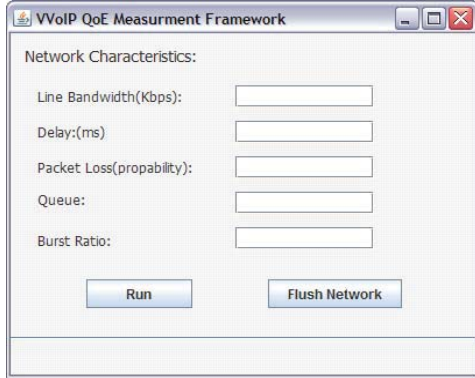 VVoIP QoE Measurment Framework
Network Characteristics:
Line Bandwidth(Kbps):
Delay:(ms)
Packet Loss(propability):
Queue:
Burst Ratio:
Run Flush Network